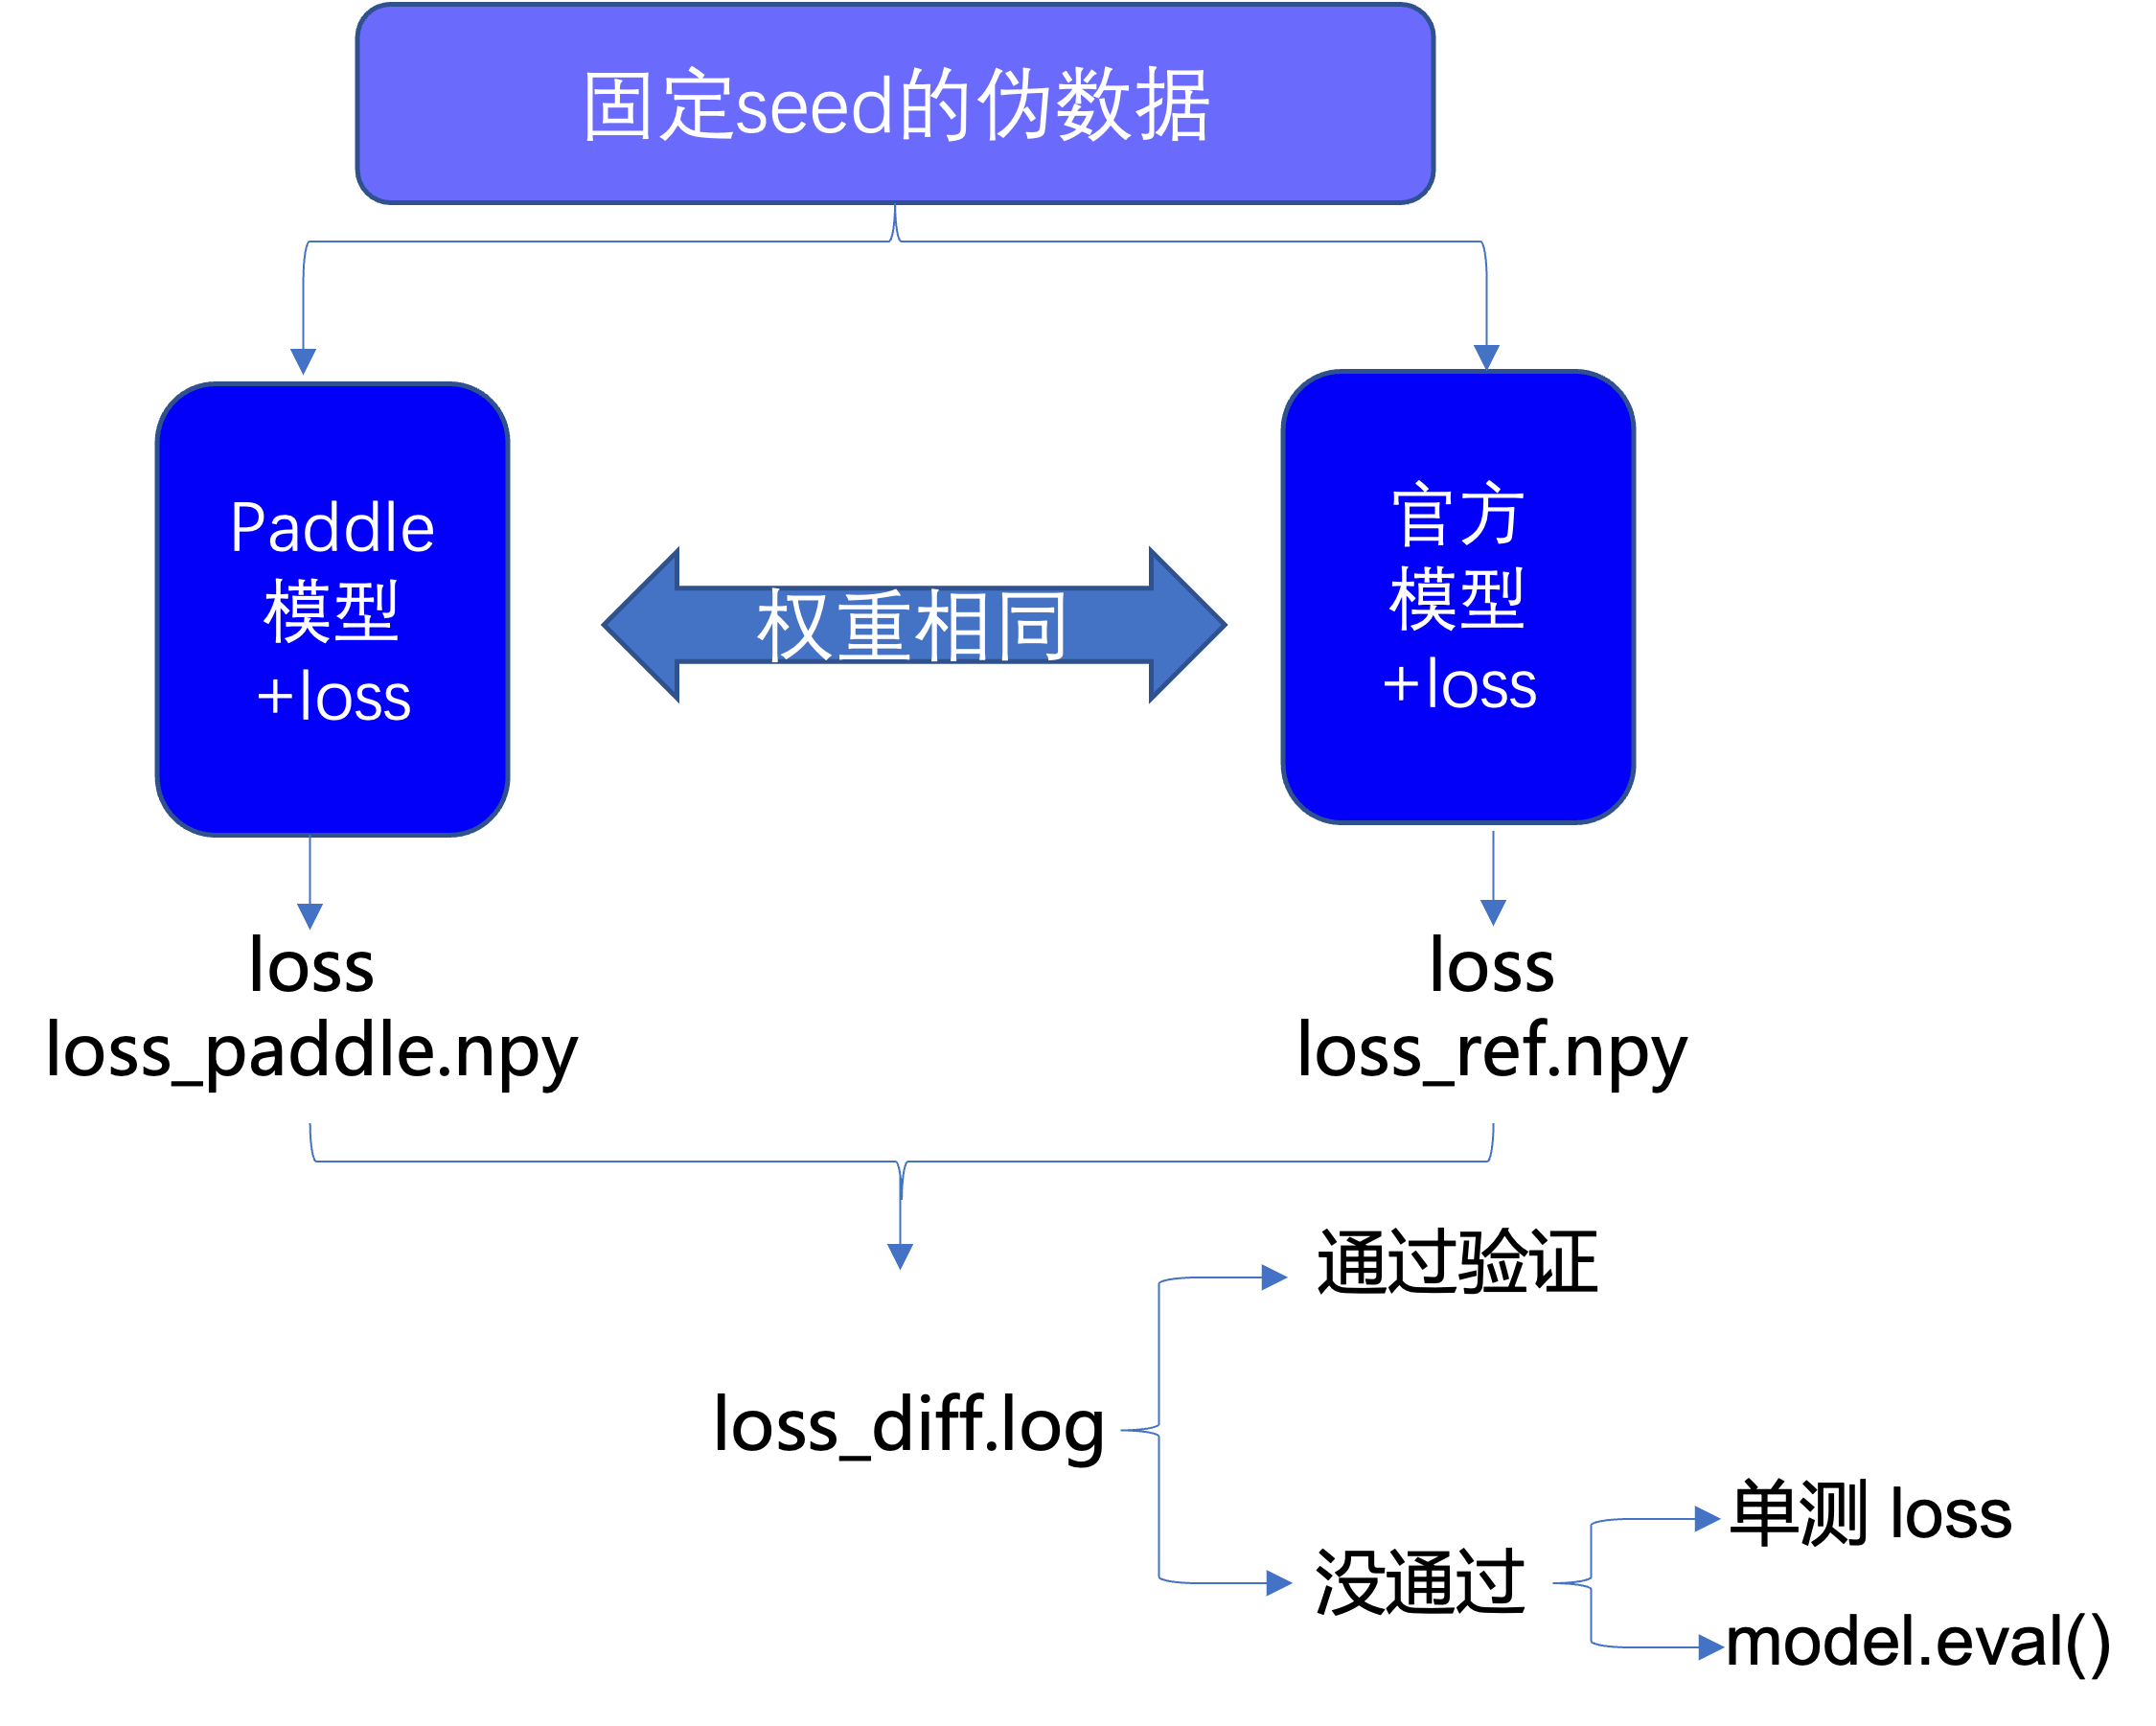 固定seed的伪数据
Paddle
模型
+loss
权重相同
官方
模型
+loss
loss
loss_paddle.npy
loss
loss_ref.npy
通过验证
loss_diff.log
没通过
单测 loss
model.eval()